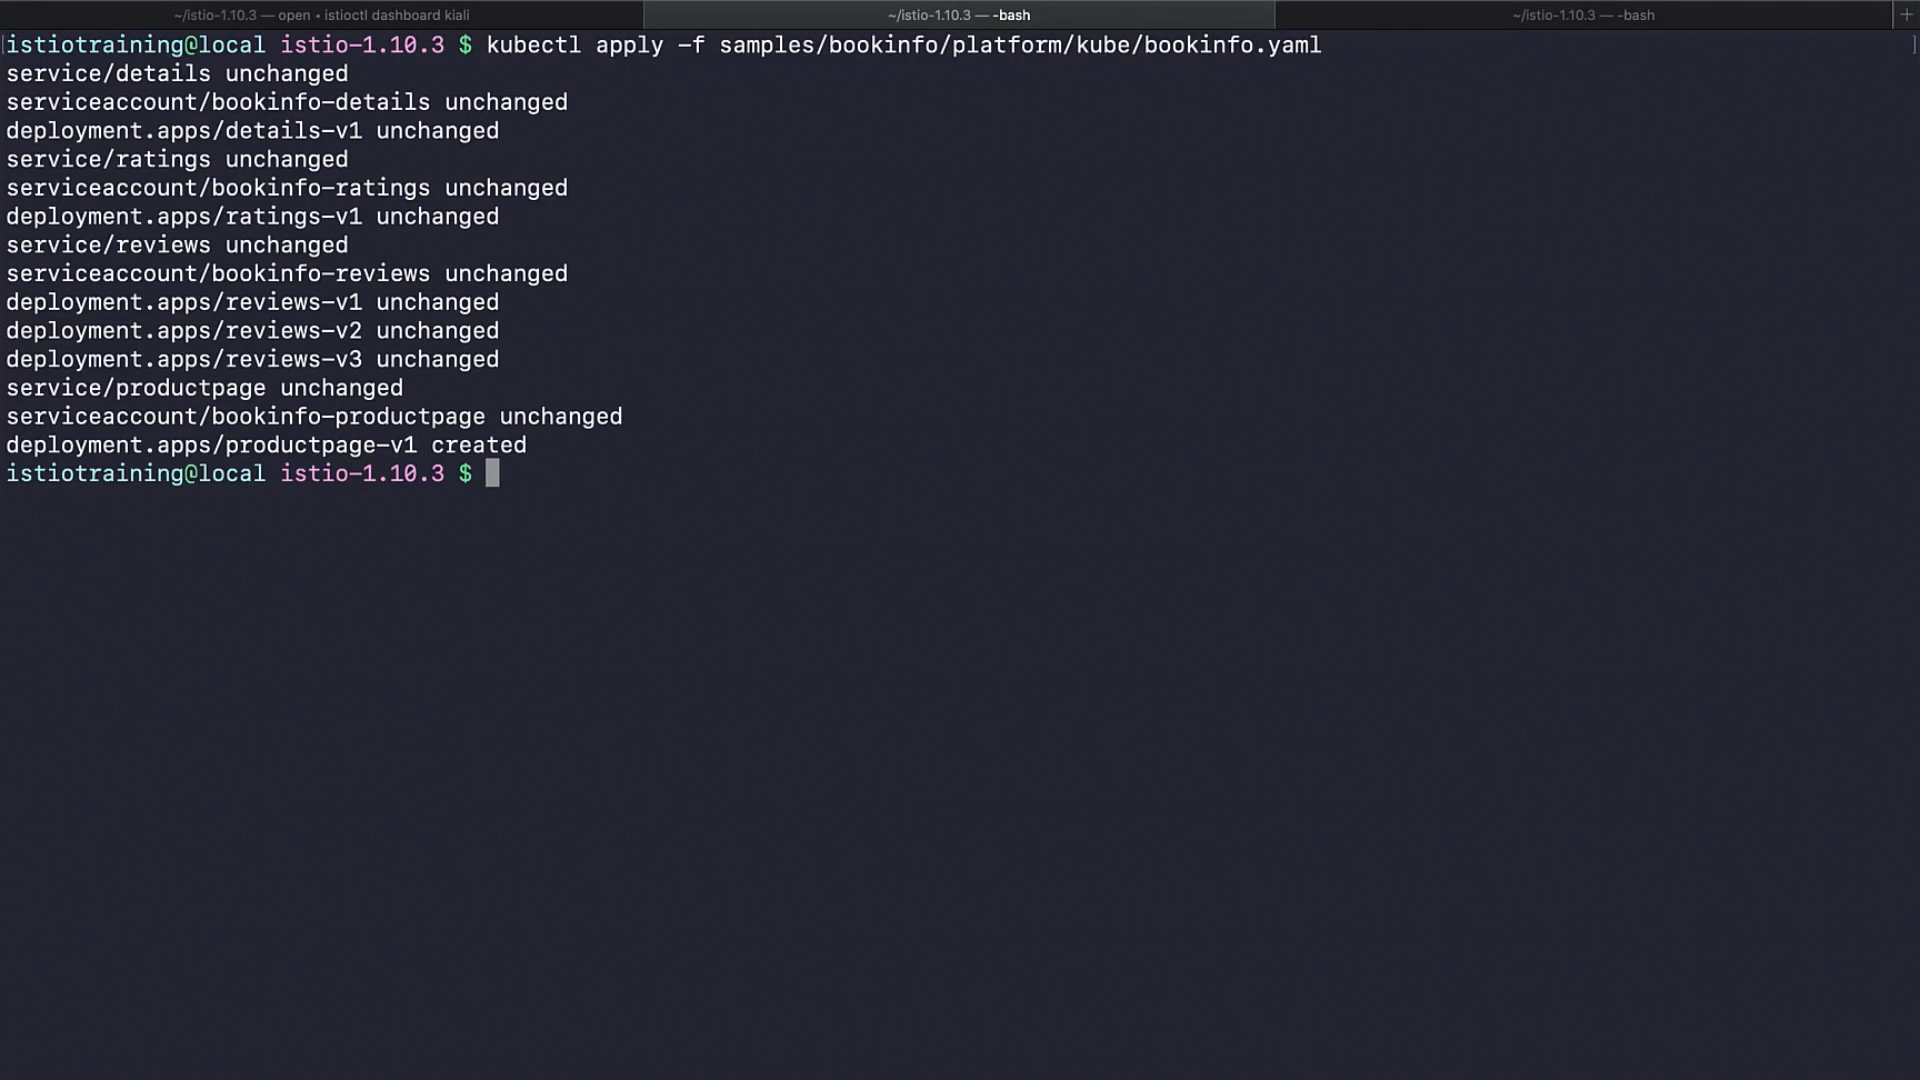 ~/istio-1.10.3 — open • istioctl dashboard kiali
~/istio-1.10.3 — -bash
~/istio-1.10.3 — -bash
+
[istiotraining@local istio-1.10.3 $ kubectl apply -f samples/bookinfo/platform/kube/bookinfo.yaml ]
service/details unchanged
serviceaccount/bookinfo-details unchanged
deployment.apps/details-v1 unchanged
service/ratings unchanged
serviceaccount/bookinfo-ratings unchanged
deployment.apps/ratings-v1 unchanged
service/reviews unchanged
serviceaccount/bookinfo-reviews unchanged
deployment.apps/reviews-v1 unchanged
deployment.apps/reviews-v2 unchanged
deployment.apps/reviews-v3 unchanged
service/productpage unchanged
serviceaccount/bookinfo-productpage unchanged
deployment.apps/productpage-v1 created
istiotraining@local istio-1.10.3 $